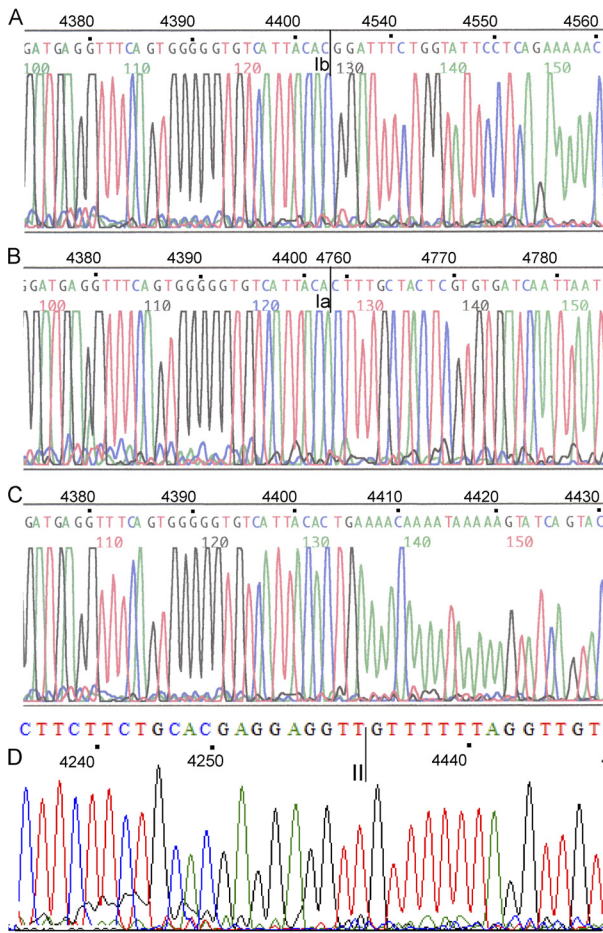 A
4380 4390 4400 4540 4550 4560
GATGAGGTTTCAGTGGGGGTGTCATTACACGGATTTCTGGTATTCCTCAGAAAAAC
100 110 120 Ib 130 140 150
B
4380 4390 4400 4760 4770 4780
GGATGAGGTTTCAGTGGGGGTGTCATTACACTTTGCTACTCGTGTGATCAATTAAT
100 110 120 Ia 130 140 150
C
4380 4390 4400 4410 4420 4430
GATGAGGTTTCAGTGGGGGTGTCATTACACTGAAAACAAAATAAAAAGTATCAGTAC
110 120 130 140 150
CTTCTTCTGCACGAGGAGGTTGTTTTTTAGGTTGT
D
4240 4250 II 4440